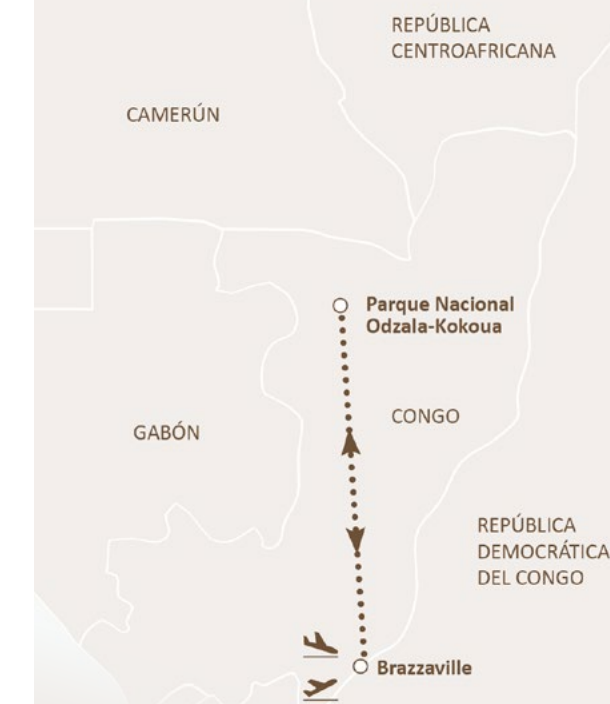 REPÚBLICA
CENTROAFRICANA
CAMERÚN
Parque Nacional
Odzala-Kokoua
CONGO
GABÓN
REPÚBLICA
DEMOCRÁTICA
DEL CONGO
Brazzaville